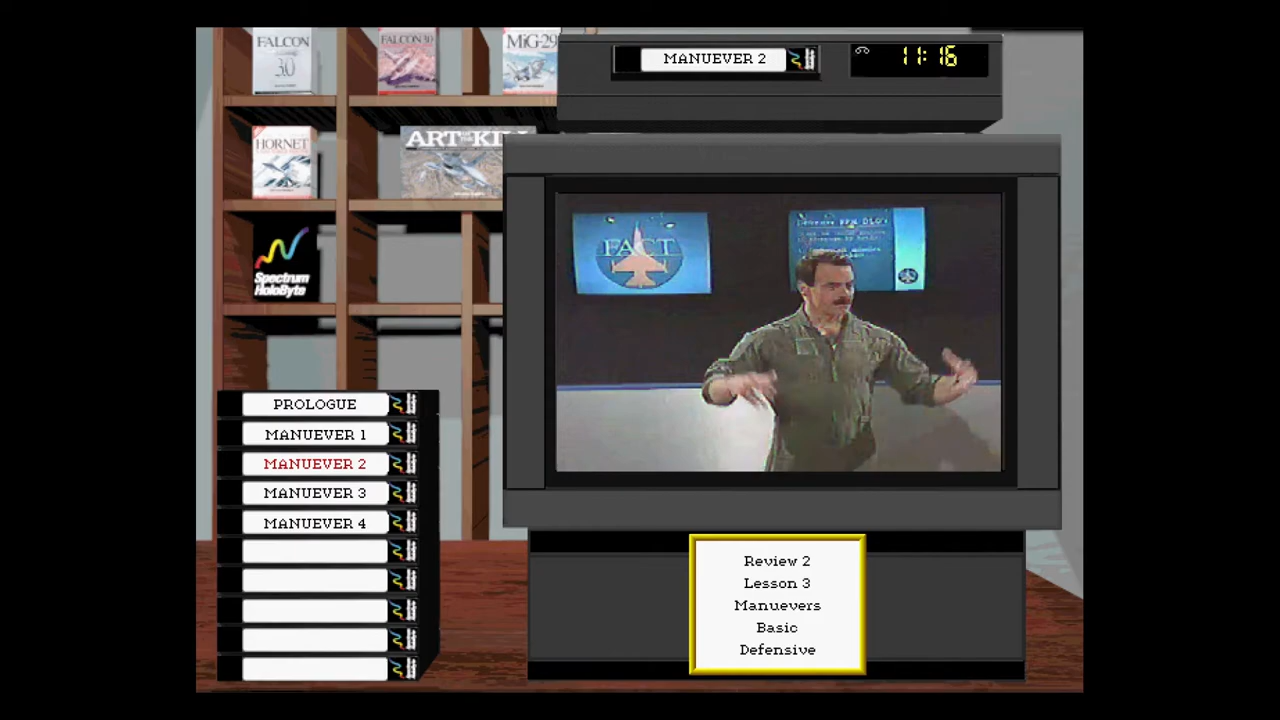 FALCON
3.0
FALCON 3.0
MiG-29
MANUEVER 2
11:16
HORNET
ART OF THE KILL
FACT
Spectrum
HoloByte
PROLOGUE
MANUEVER 1
MANUEVER 2
MANUEVER 3
MANUEVER 4
Review 2
Lesson 3
Manuevers
Basic
Defensive